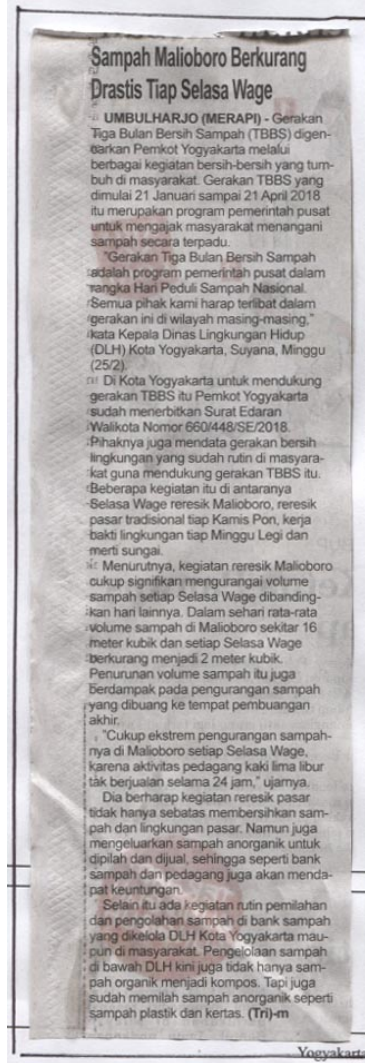 Sampah Malioboro Berkurang
Drastis Tiap Selasa Wage
UMBULHARJO (MERAPI) - Gerakan
Tiga Bulan Bersih Sampah (TBBS) digen-
carkan Pemkot Yogyakarta melalui
berbagai kegiatan bersih-bersih yang tum-
buh di masyarakat. Gerakan TBBS yang
dimulai 21 Januari sampai 21 April 2018
itu merupakan program pemerintah pusat
untuk mengajak masyarakat menangani
sampah secara terpadu.
"Gerakan Tiga Bulan Bersih Sampah
adalah program pemerintah pusat dalam
rangka Hari Peduli Sampah Nasional.
Semua pihak kami harap terlibat dalam
gerakan ini di wilayah masing-masing,"
kata Kepala Dinas Lingkungan Hidup
(DLH) Kota Yogyakarta, Suyana, Minggu
(25/2).
Di Kota Yogyakarta untuk mendukung
gerakan TBBS itu Pemkot Yogyakarta
sudah menerbitkan Surat Edaran
Walikota Nomor 660/448/SE/2018.
Pihaknya juga mendata gerakan bersih
lingkungan yang sudah rutin di masyara-
kat guna mendukung gerakan TBBS itu.
Beberapa kegiatan itu di antaranya
Selasa Wage reresik Malioboro, reresik
pasar tradisional tiap Kamis Pon, kerja
bakti lingkungan tiap Minggu Legi dan
merti sungai.
Menurutnya, kegiatan reresik Malioboro
cukup signifikan mengurangai volume
sampah setiap Selasa Wage dibanding-
kan hari lainnya. Dalam sehari rata-rata
volume sampah di Malioboro sekitar 16
meter kubik dan setiap Selasa Wage
berkurang menjadi 2 meter kubik.
Penurunan volume sampah itu juga
berdampak pada pengurangan sampah
yang dibuang ke tempat pembuangan
akhir.
"Cukup ekstrem pengurangan sampah-
nya di Malioboro setiap Selasa Wage,
karena aktivitas pedagang kaki lima libur
tak berjualan selama 24 jam," ujarnya.
Dia berharap kegiatan reresik pasar
tidak hanya sebatas membersihkan sam-
pah dan lingkungan pasar. Namun juga
mengeluarkan sampah anorganik untuk
dipilah dan dijual, sehingga seperti bank
sampah dan pedagang juga akan menda-
pat keuntungan.
Selain itu ada kegiatan rutin pemilahan
dan pengolahan sampah di bank sampah
yang dikelola DLH Kota Yogyakarta mau-
pun di masyarakat. Pengelolaan sampah
di bawah DLH kini juga tidak hanya sam-
pah organik menjadi kompos. Tapi juga
sudah memilah sampah anorganik seperti
sampah plastik dan kertas. (Tri)-m
Yogyakarta